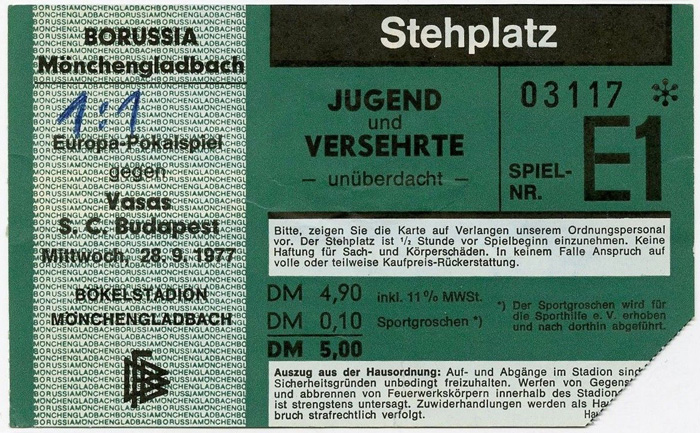 BORUSSIA
Mönchengladbach
1:1
Europa-Pokalspiel
gegen
Vasas
S. C. Budapest
Mittwoch, 28. 9. 1977
BÖKELSTADION
MÖNCHENGLADBACH
Stehplatz
JUGEND
und
VERSEHRTE
– unüberdacht –
03117 *
SPIEL-
NR.
E1
Bitte, zeigen Sie die Karte auf Verlangen unserem Ordnungspersonal
vor. Der Stehplatz ist ½ Stunde vor Spielbeginn einzunehmen. Keine
Haftung für Sach- und Körperschäden. In keinem Falle Anspruch auf
volle oder teilweise Kaufpreis-Rückerstattung.
DM 4,90 inkl. 11% MWSt.
DM 0,10 Sportgroschen *)
DM 5,00
*) Der Sportgroschen wird für
die Sporthilfe e. V. erhoben
und nach dorthin abgeführt.
Auszug aus der Hausordnung: Auf- und Abgänge im Stadion sind
Sicherheitsgründen unbedingt freizuhalten. Werfen von Gegens
und abbrennen von Feuerwerkskörpern innerhalb des Stadion
ist strengstens untersagt. Zuwiderhandlungen werden als Hau
bruch strafrechtlich verfolgt.